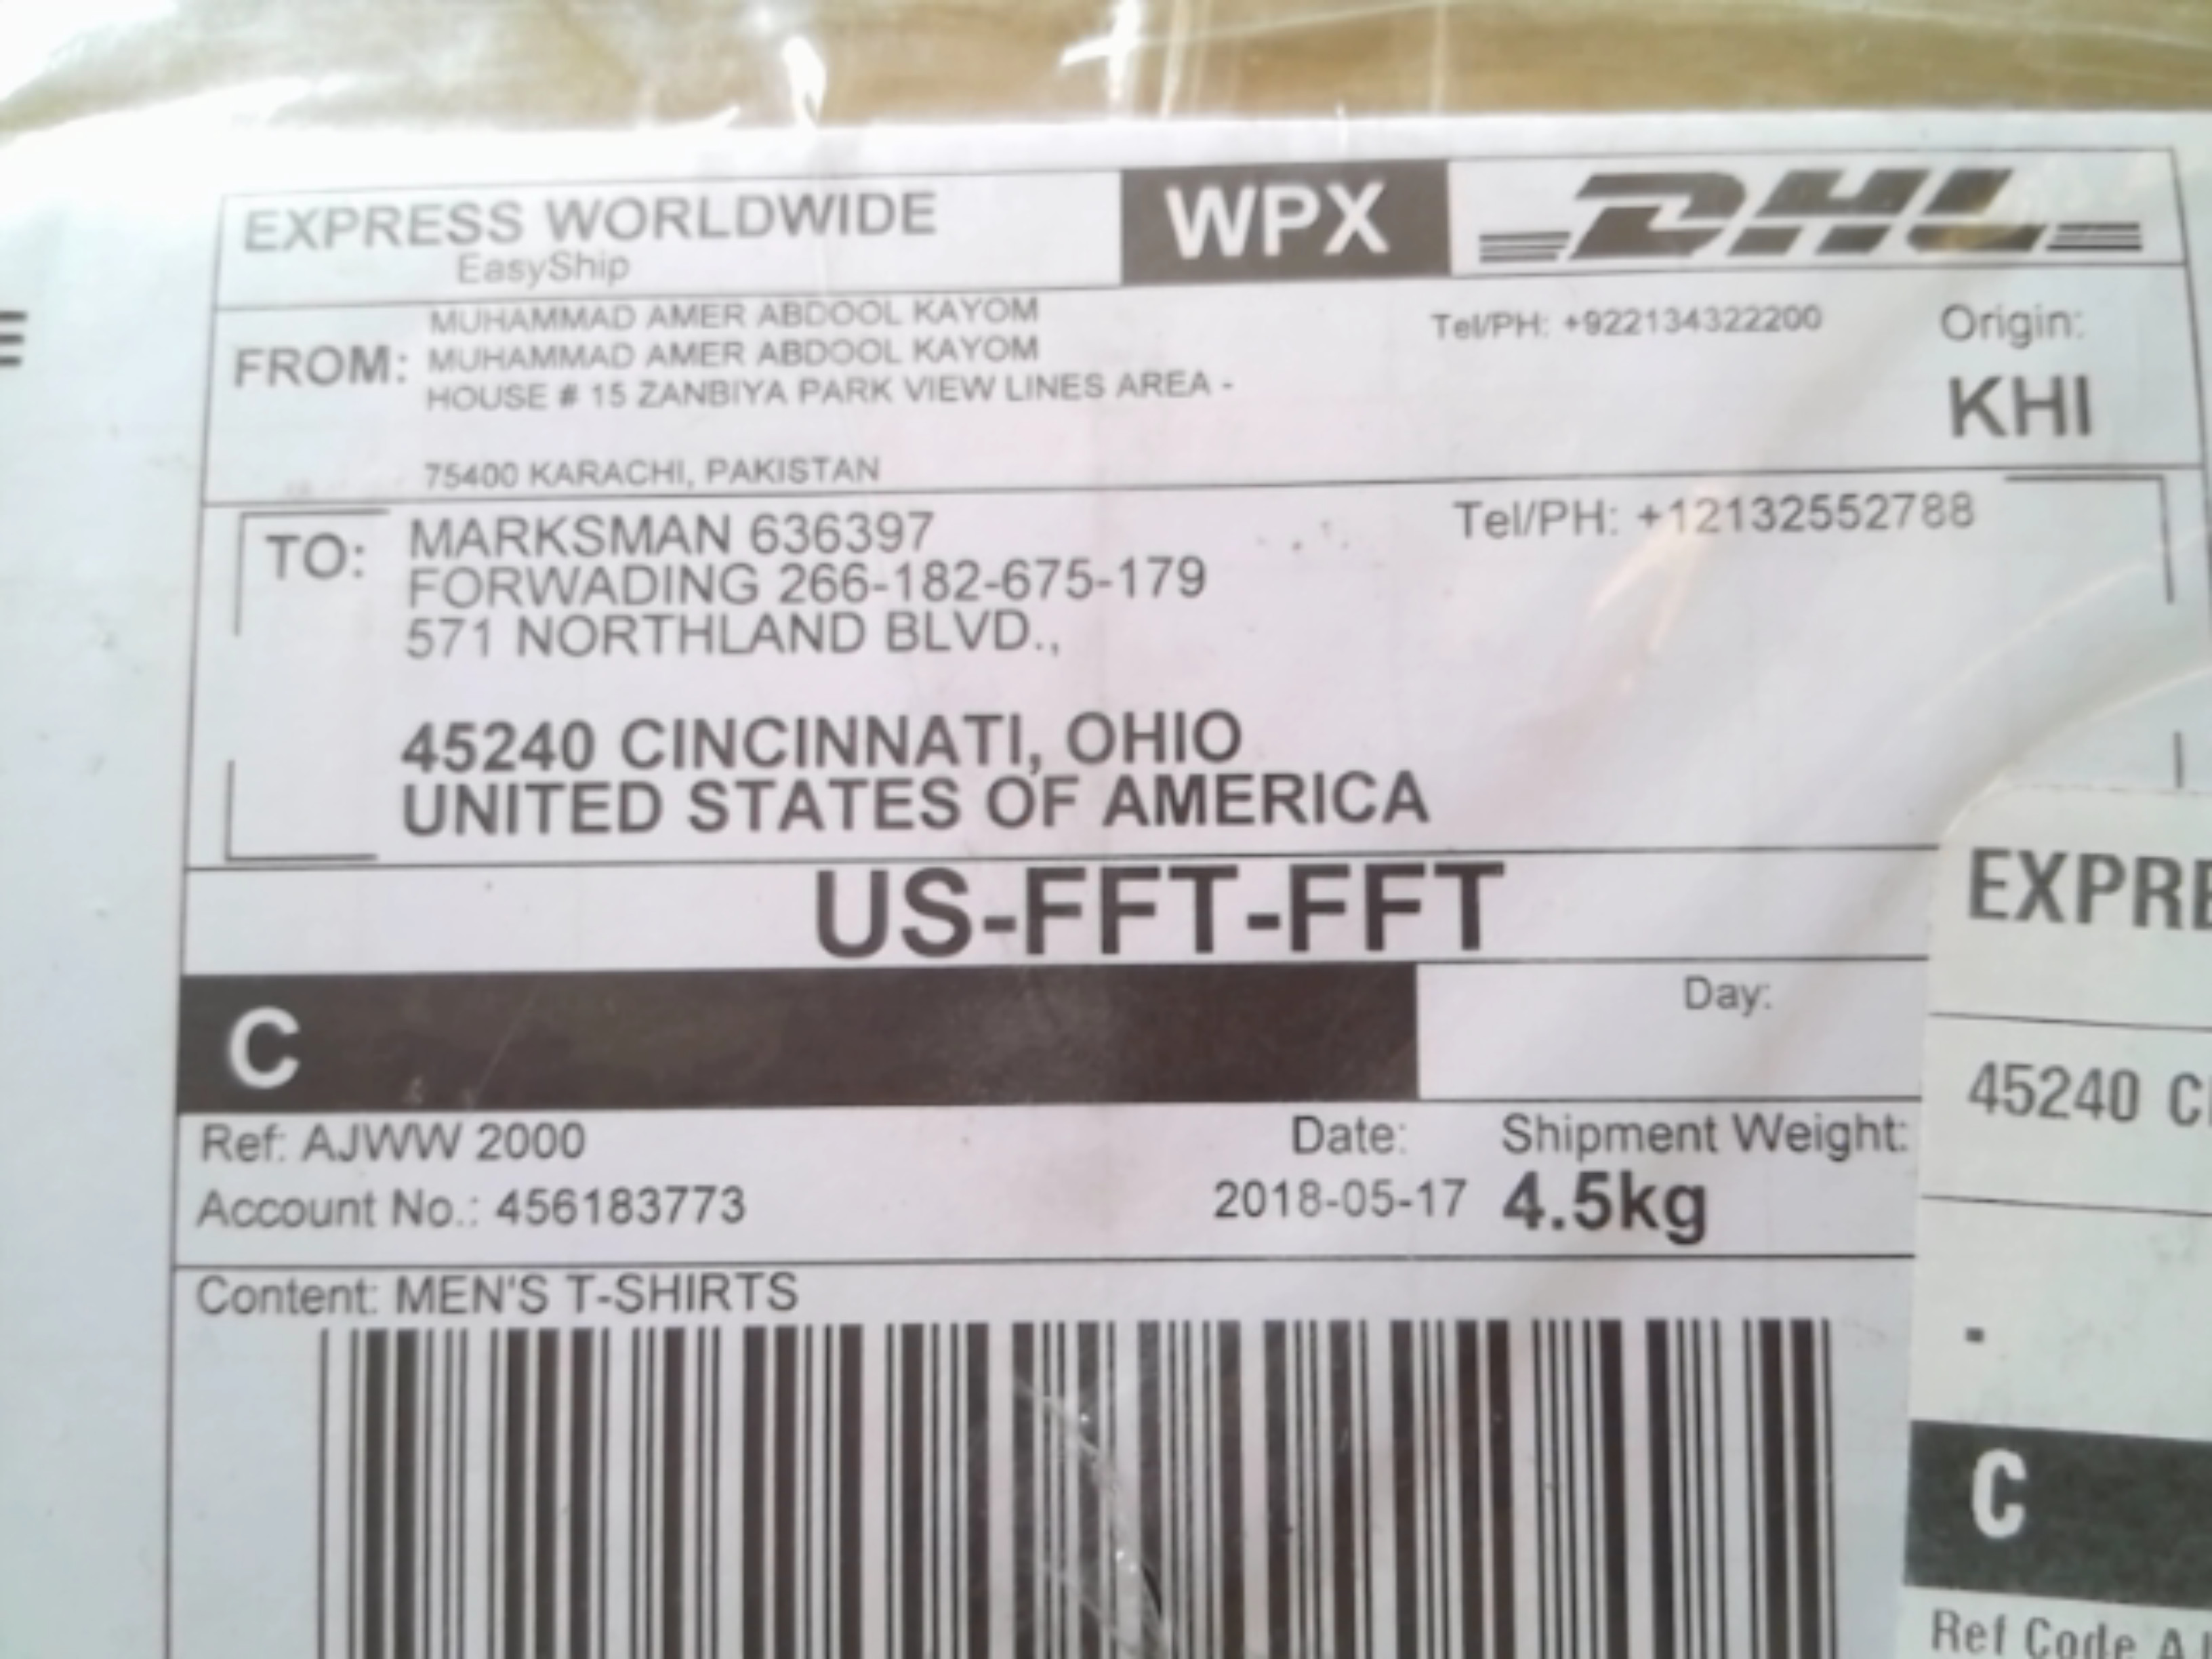 EXPRESS WORLDWIDE
EasyShip
WPX
DHL
FROM:
MUHAMMAD AMER ABDOOL KAYOM
MUHAMMAD AMER ABDOOL KAYOM
HOUSE # 15 ZANBIYA PARK VIEW LINES AREA -
75400 KARACHI, PAKISTAN
Tel/PH: +922134322200
Origin:
KHI
TO:
MARKSMAN 636397
FORWADING 266-182-675-179
571 NORTHLAND BLVD.,
Tel/PH: +12132552788
45240 CINCINNATI, OHIO
UNITED STATES OF AMERICA
US-FFT-FFT
C
Day:
Ref: AJWW 2000
Account No.: 456183773
Date:
2018-05-17
Shipment Weight:
4.5kg
Content: MEN'S T-SHIRTS
EXPRE
45240 C
-
C
Ref Code A